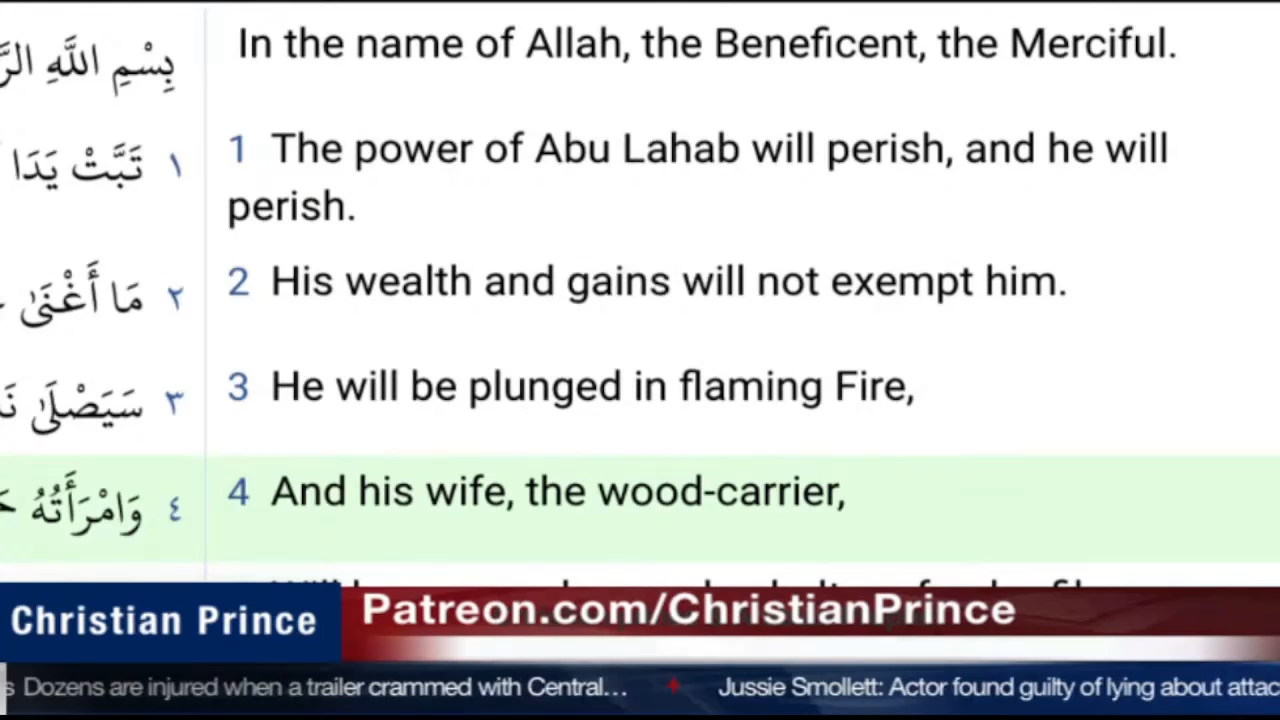 بِسْمِ اللَّهِ
In the name of Allah, the Beneficent, the Merciful.
١ تَبَّتْ يَدَا
1 The power of Abu Lahab will perish, and he will
perish.
٢ مَا أَغْنَىٰ
2 His wealth and gains will not exempt him.
٣ سَيَصْلَىٰ
3 He will be plunged in flaming Fire,
٤ وَامْرَأَتُهُ
4 And his wife, the wood-carrier,
Christian Prince
Patreon.com/ChristianPrince
Dozens are injured when a trailer crammed with Central...
Jussie Smollett: Actor found guilty of lying about